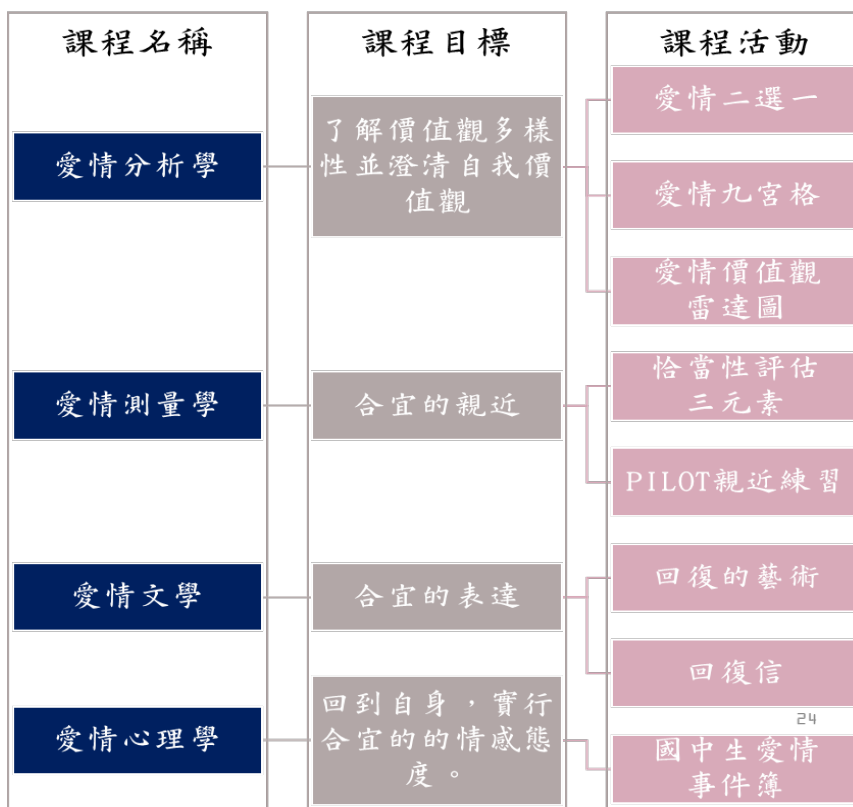 課程名稱
課程目標
課程活動
愛情分析學
了解價值觀多樣
性並澄清自我價
值觀
愛情二選一
愛情九宮格
愛情價值觀
雷達圖
愛情測量學
合宜的親近
恰當性評估
三元素
PILOT親近練習
愛情文學
合宜的表達
回復的藝術
回復信
愛情心理學
回到自身，實行
合宜的的情感態
度。
24
國中生愛情
事件簿